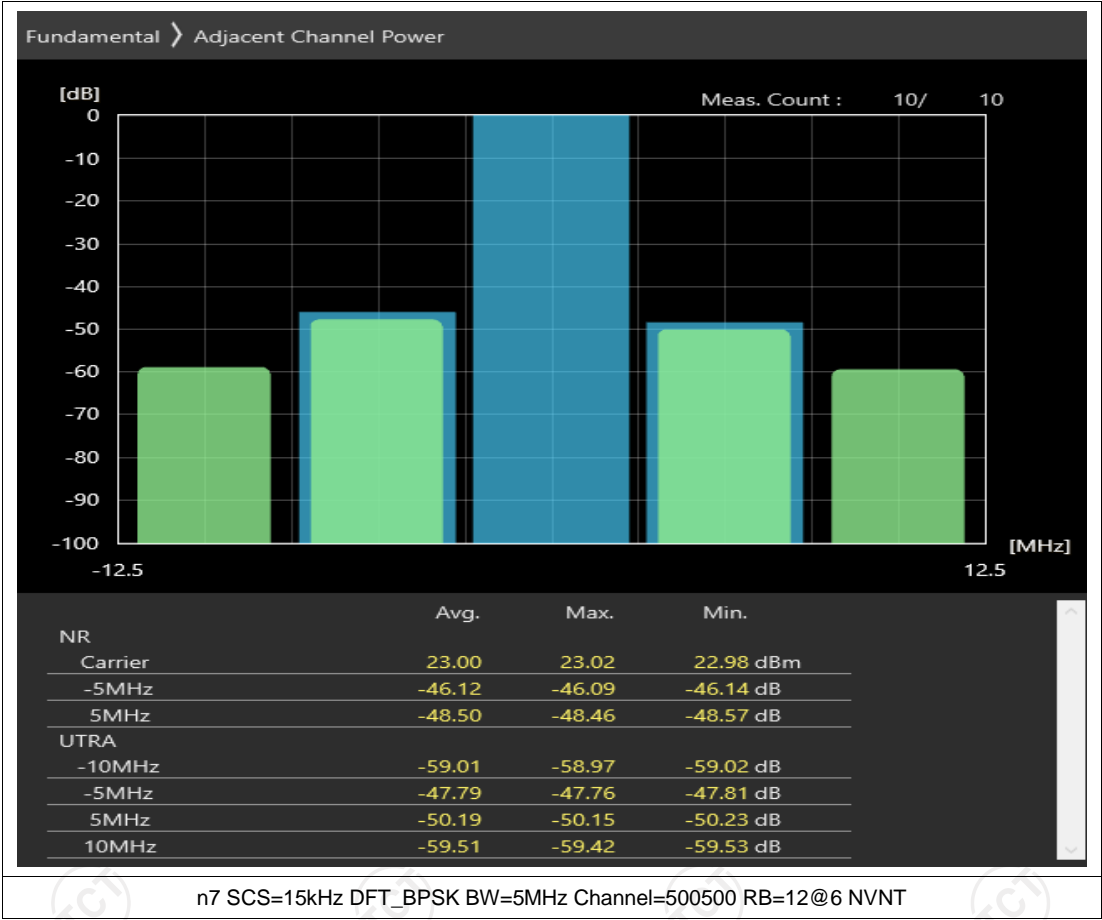 Fundamental ❯ Adjacent Channel Power
[dB]
Meas. Count : 10/ 10
0
-10
-20
-30
-40
-50
-60
-70
-80
-90
-100
[MHz]
-12.5 12.5
Avg. Max. Min.
NR
Carrier 23.00 23.02 22.98 dBm
-5MHz -46.12 -46.09 -46.14 dB
5MHz -48.50 -48.46 -48.57 dB
UTRA
-10MHz -59.01 -58.97 -59.02 dB
-5MHz -47.79 -47.76 -47.81 dB
5MHz -50.19 -50.15 -50.23 dB
10MHz -59.51 -59.42 -59.53 dB
n7 SCS=15kHz DFT_BPSK BW=5MHz Channel=500500 RB=12@6 NVNT
TCT TCT TCT TCT